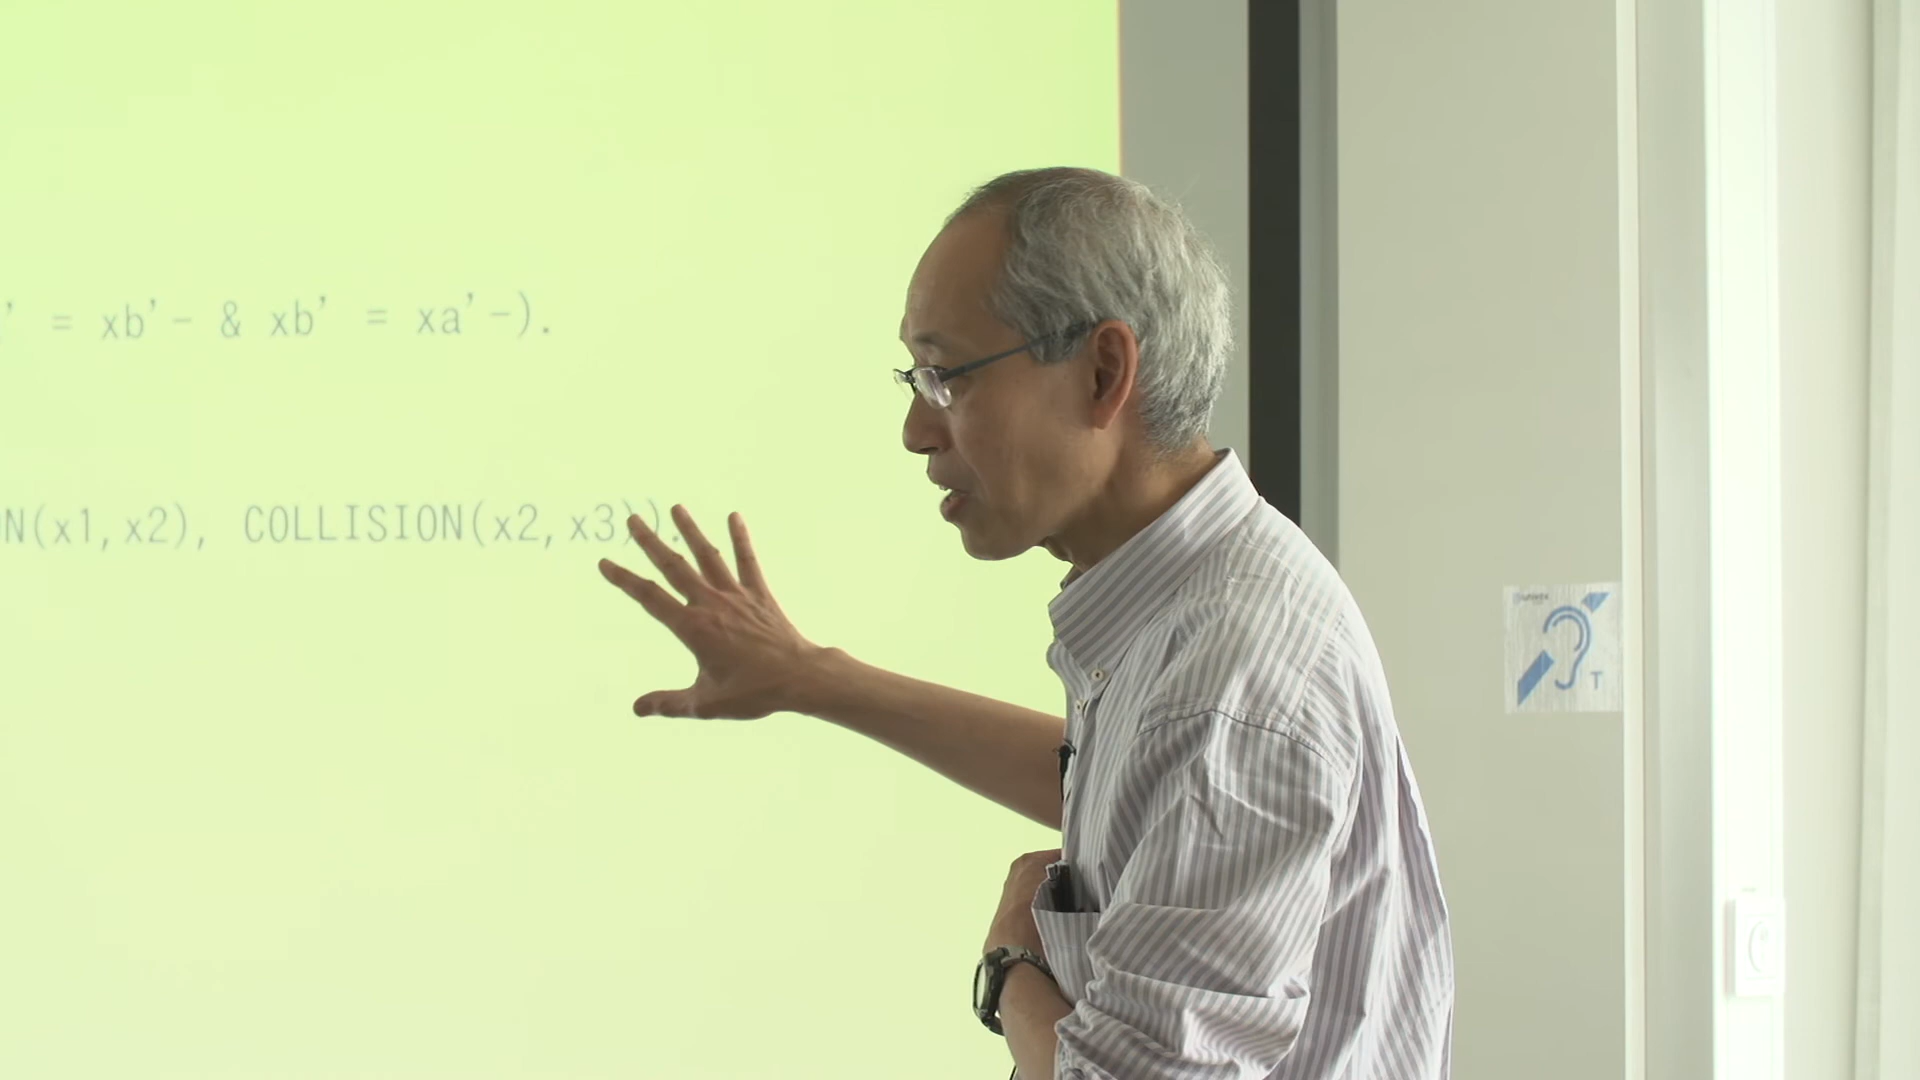 ' = xb'- & xb' = xa'-).
N(x1,x2), COLLISION(x2,x3)).
T